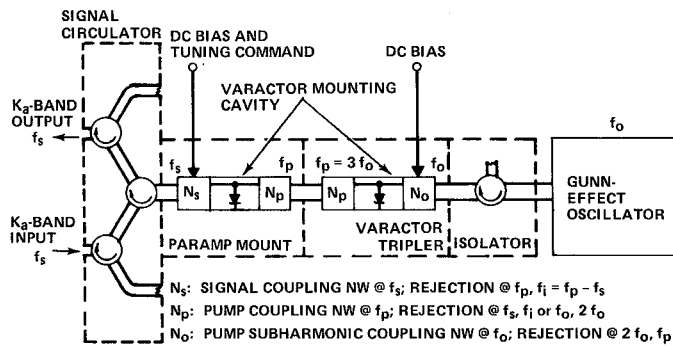 SIGNAL
CIRCULATOR
DC BIAS AND
TUNING COMMAND
DC BIAS
VARACTOR MOUNTING
CAVITY
Ka-BAND
OUTPUT
fs
fs
Ns
Np
fp
fp = 3 fo
Np
No
fo
fo
GUNN-
EFFECT
OSCILLATOR
Ka-BAND
INPUT
fs
PARAMP MOUNT
VARACTOR
TRIPLER
ISOLATOR
Ns: SIGNAL COUPLING NW @ fs; REJECTION @ fp, fi = fp – fs
Np: PUMP COUPLING NW @ fp; REJECTION @ fs, fi or fo, 2 fo
No: PUMP SUBHARMONIC COUPLING NW @ fo; REJECTION @ 2 fo, fp